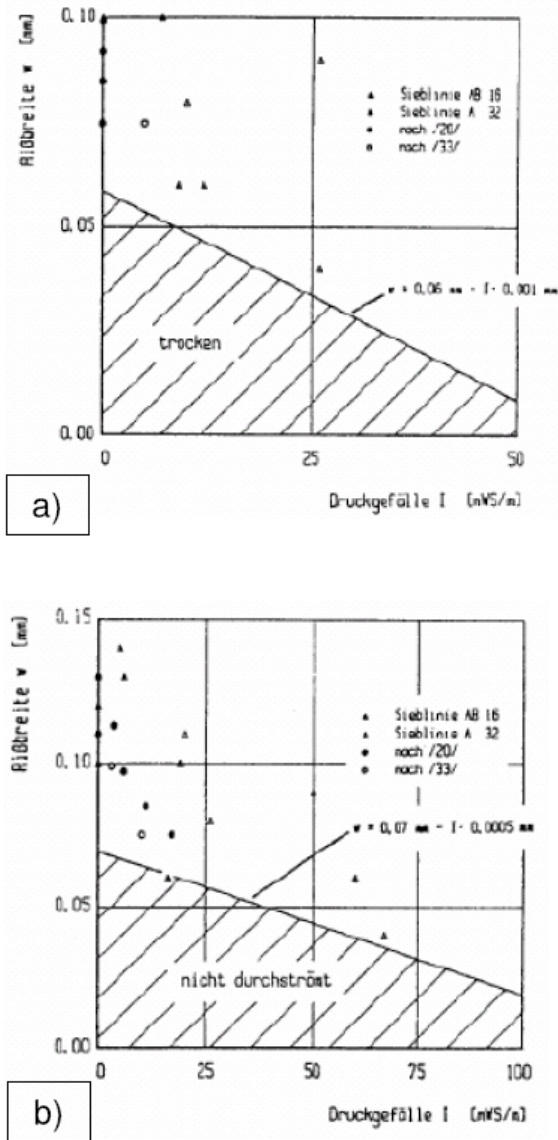 Rißbreite w [mm]
0.10
0.05
0.00
Sieblinie AB 16
Sieblinie A 32
nach /20/
nach /33/
w = 0.06 mm - I· 0.001 mm
trocken
0
25
50
Druckgefälle I [mWS/m]
a)
Rißbreite w [mm]
0.15
0.10
0.05
0.00
Sieblinie AB 16
Sieblinie A 32
nach /20/
nach /33/
w = 0.07 mm - I· 0.0005 mm
nicht durchströmt
0
25
50
75
100
Druckgefälle I [mWS/m]
b)